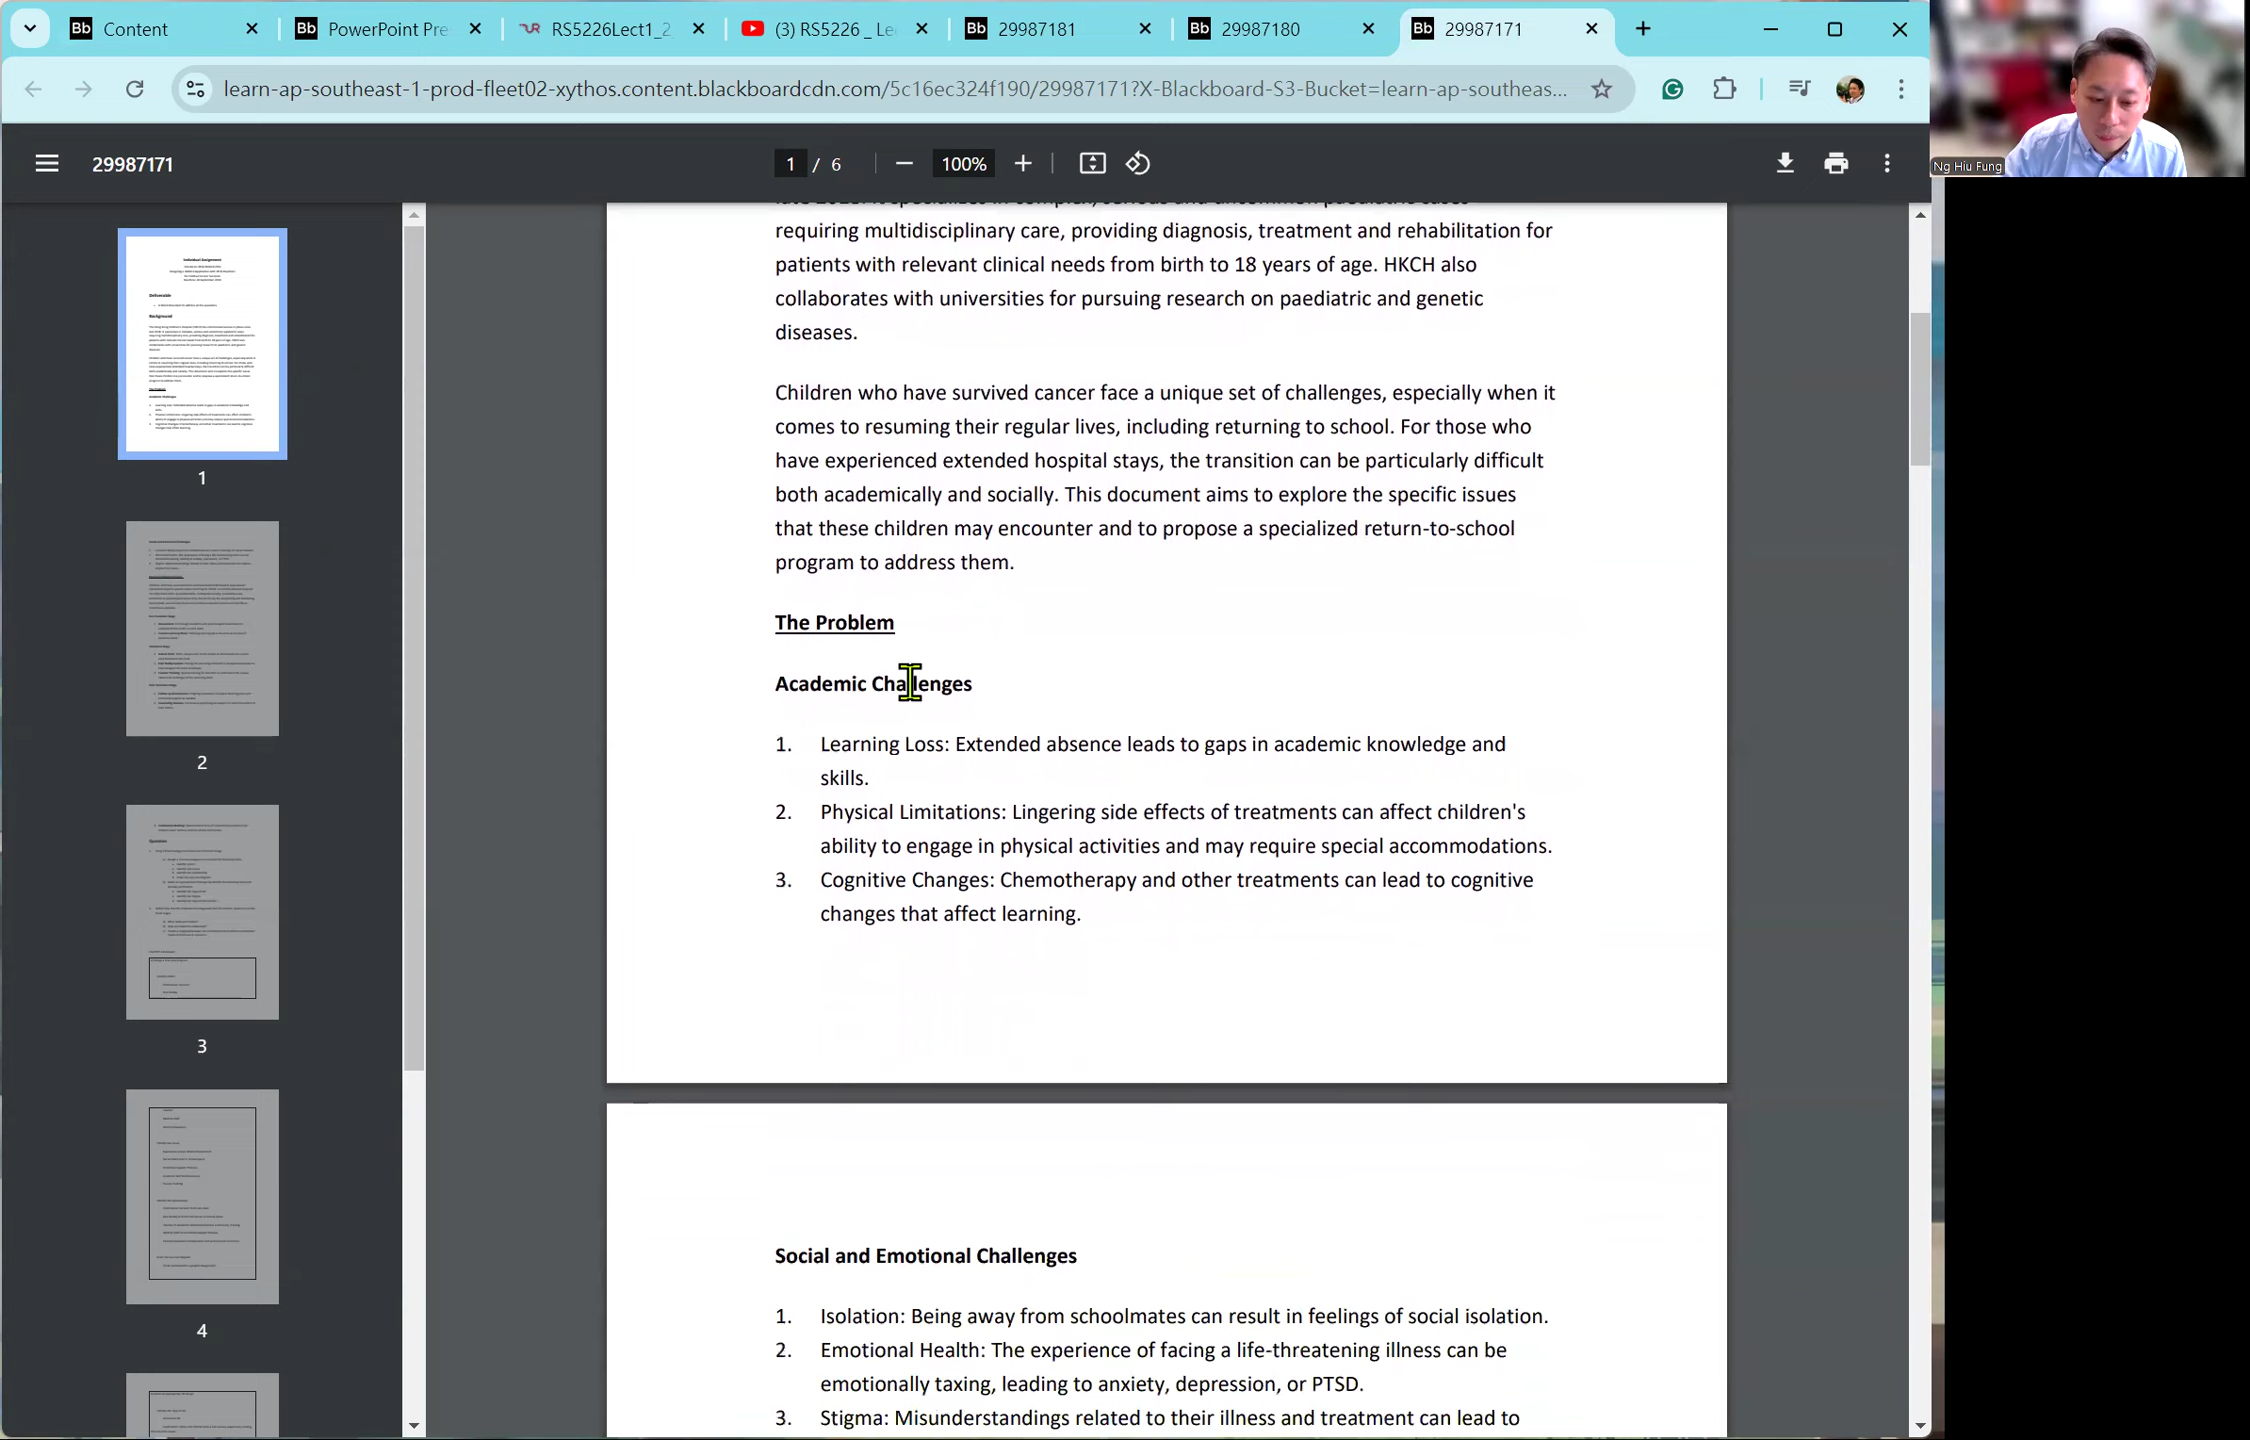 Content
PowerPoint Pre
RS5226Lect1_2
(3) RS5226 _ Le
29987181
29987180
29987171
learn-ap-southeast-1-prod-fleet02-xythos.content.blackboardcdn.com/5c16ec324f190/29987171?X-Blackboard-S3-Bucket=learn-ap-southeas...
Ng Hiu Fung
29987171
1 / 6
100%
requiring multidisciplinary care, providing diagnosis, treatment and rehabilitation for
patients with relevant clinical needs from birth to 18 years of age. HKCH also
collaborates with universities for pursuing research on paediatric and genetic
diseases.
Children who have survived cancer face a unique set of challenges, especially when it
comes to resuming their regular lives, including returning to school. For those who
have experienced extended hospital stays, the transition can be particularly difficult
both academically and socially. This document aims to explore the specific issues
that these children may encounter and to propose a specialized return-to-school
program to address them.
The Problem
Academic Challenges
1. Learning Loss: Extended absence leads to gaps in academic knowledge and
skills.
2. Physical Limitations: Lingering side effects of treatments can affect children's
ability to engage in physical activities and may require special accommodations.
3. Cognitive Changes: Chemotherapy and other treatments can lead to cognitive
changes that affect learning.
Social and Emotional Challenges
1. Isolation: Being away from schoolmates can result in feelings of social isolation.
2. Emotional Health: The experience of facing a life-threatening illness can be
emotionally taxing, leading to anxiety, depression, or PTSD.
3. Stigma: Misunderstandings related to their illness and treatment can lead to
1
2
3
4